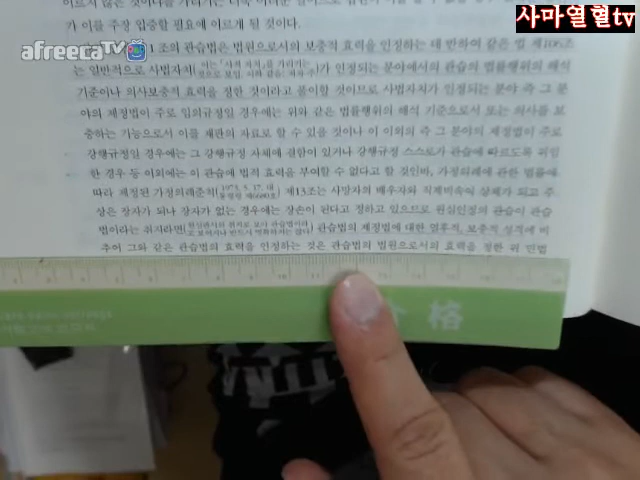 사마열혈tv
afreecaTV
가 이를 주장 입증할 필요에 이르게 될 것이다.
1조의 관습법은 법원으로서의 보충적 효력을 인정하는 데 반하여 같은 법 제106조
는 일반적으로 사법자치가 인정되는 분야에서의 관습의 법률행위의 해석
기준이나 의사보충적 효력을 정한 것이라고 풀이할 것이므로 사법자치가 인정되는 분야 즉 그 분
야의 제정법이 주로 임의규정일 경우에는 위와 같은 법률행위의 해석 기준으로서 또는 의사를 보
충하는 기능으로서 이를 재판의 자료로 할 수 있을 것이나 이 이외의 즉 그 분야의 제정법이 주로
강행규정일 경우에는 그 강행규정 자체에 결함이 있거나 강행규정 스스로가 관습에 따르도록 위임
한 경우 등 이외에는 이 관습에 법적 효력을 부여할 수 없다고 할 것인바, 가정의례에 관한 법률에
따라 제정된 가정의례준칙 제13조는 사망자의 배우자와 직계비속이 상제가 되고 주
상은 장자가 되나 장자가 없는 경우에는 장손이 된다고 정하고 있으므로 원심인정의 관습이 관습
법이라는 취지라면 관습법의 제정법에 대한 열후적, 보충적 성격에 비
추어 그와 같은 관습법의 효력을 인정하는 것은 관습법의 법원으로서의 효력을 정한 위 민법
格